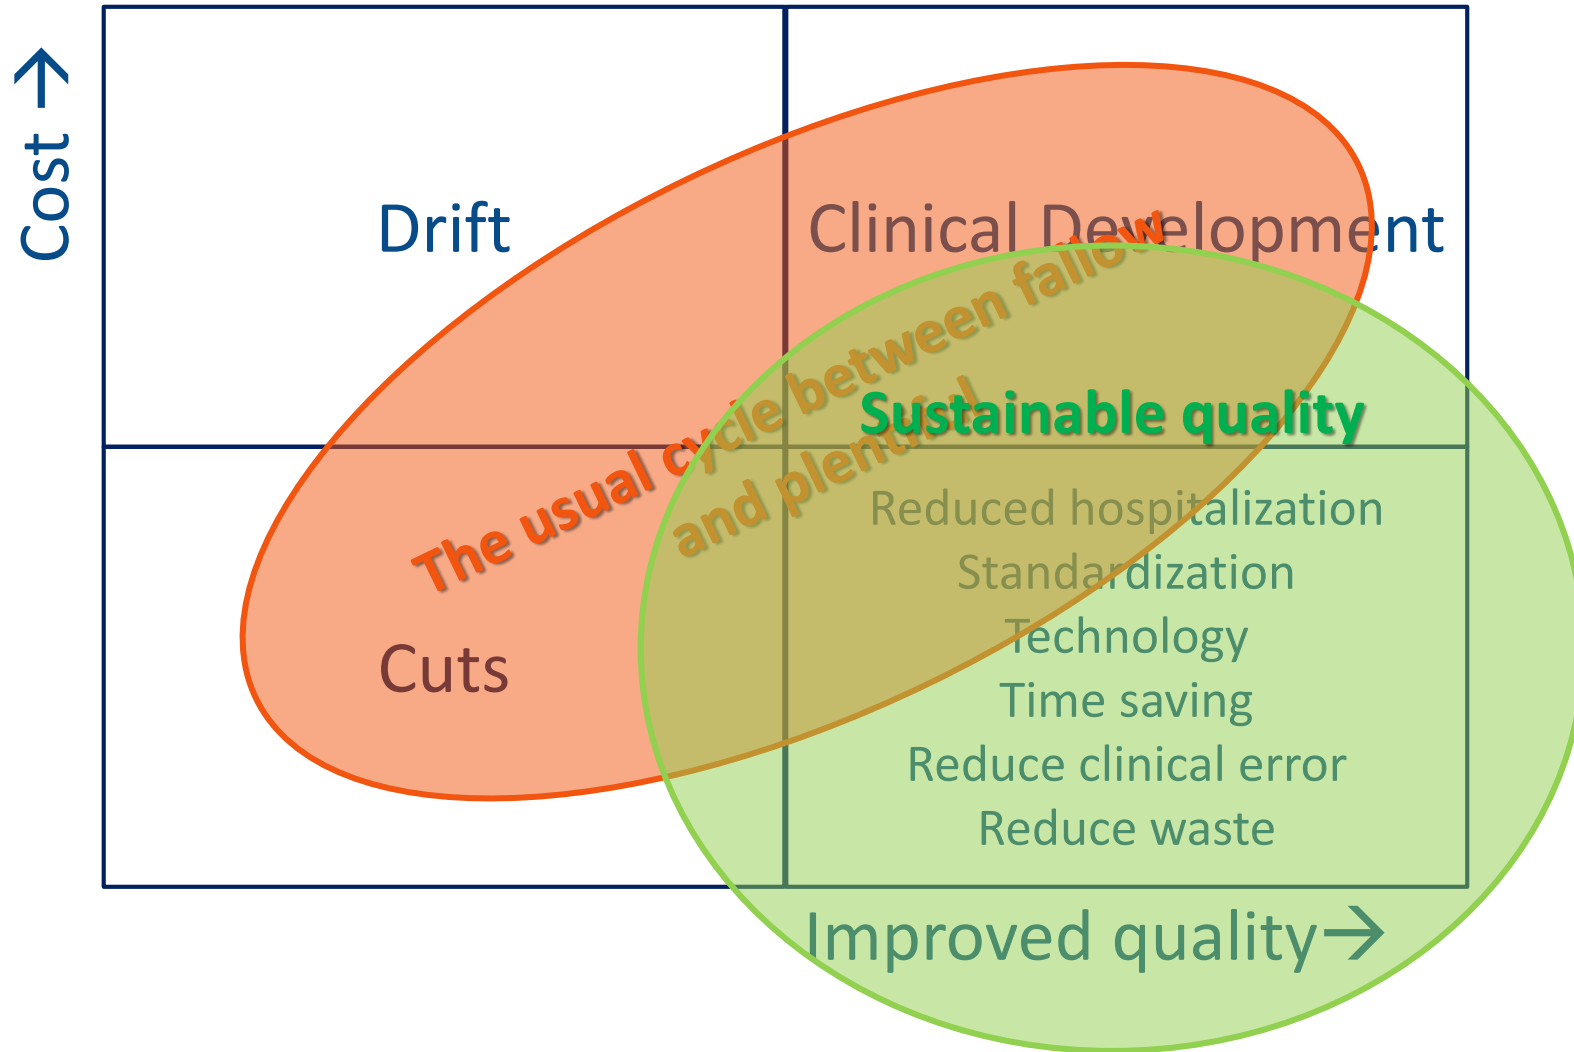 Cost →
Drift
Clinical Development
The usual cycle between fallow
and plentiful
Sustainable quality
Reduced hospitalization
Standardization
Technology
Time saving
Cuts
Reduce clinical error
Reduce waste
Improved quality→